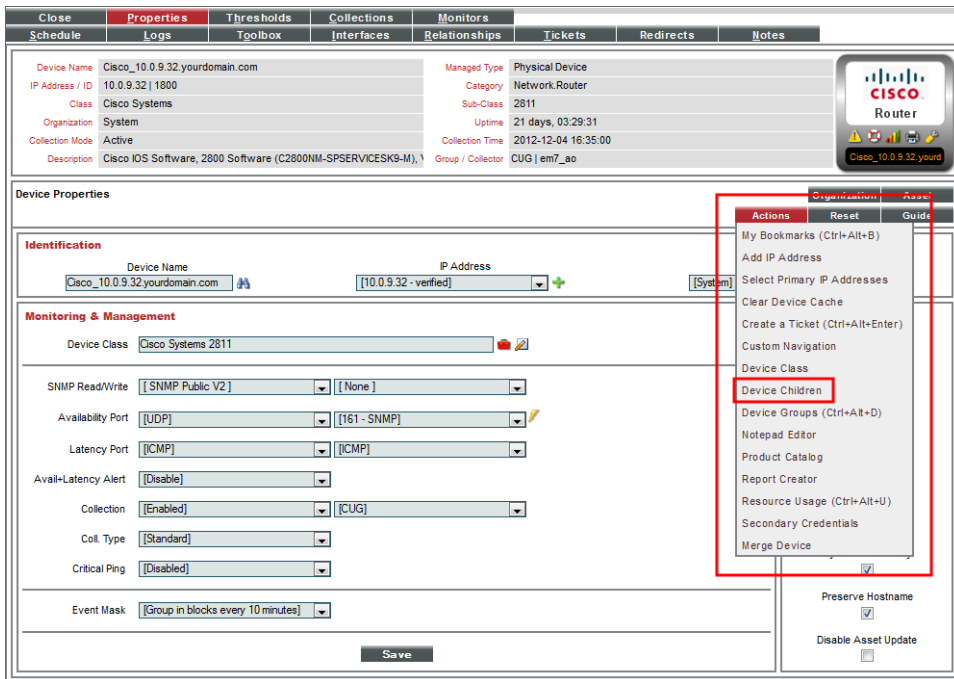 Close Properties Thresholds Collections Monitors
Schedule Logs Toolbox Interfaces Relationships Tickets Redirects Notes
Device Name Cisco_10.0.9.32.yourdomain.com Managed Type Physical Device
IP Address / ID 10.0.9.32 | 1800 Category Network.Router
Class Cisco Systems Sub-Class 2811
Organization System Uptime 21 days, 03:29:31
Collection Mode Active Collection Time 2012-12-04 16:35:00
Description Cisco IOS Software, 2800 Software (C2800NM-SPSERVICESK9-M), Group / Collector CUG | em7_ao
CISCO
Router
Cisco_10.0.9.32.yourd
Device Properties
Organization Asset
Actions Reset Guide
My Bookmarks (Ctrl+Alt+B)
Add IP Address
Select Primary IP Addresses
Clear Device Cache
Create a Ticket (Ctrl+Alt+Enter)
Custom Navigation
Device Class
Device Children
Device Groups (Ctrl+Alt+D)
Notepad Editor
Product Catalog
Report Creator
Resource Usage (Ctrl+Alt+U)
Secondary Credentials
Merge Device
Identification
Device Name IP Address
Cisco_10.0.9.32.yourdomain.com [10.0.9.32 - verified] [System]
Monitoring & Management
Device Class Cisco Systems 2811
SNMP Read/Write [ SNMP Public V2 ] [ None ]
Availability Port [UDP] [161 - SNMP]
Latency Port [ICMP] [ICMP]
Avail+Latency Alert [Disable]
Collection [Enabled] [CUG]
Coll. Type [Standard]
Critical Ping [Disabled]
Event Mask [Group in blocks every 10 minutes]
Save
Preserve Hostname
Disable Asset Update